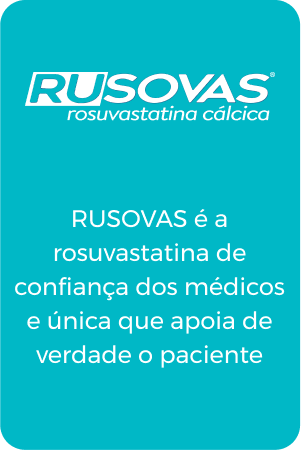 RUSOVAS®
rosuvastatina cálcica
RUSOVAS é a
rosuvastatina de
confiança dos médicos
e única que apoia de
verdade o paciente